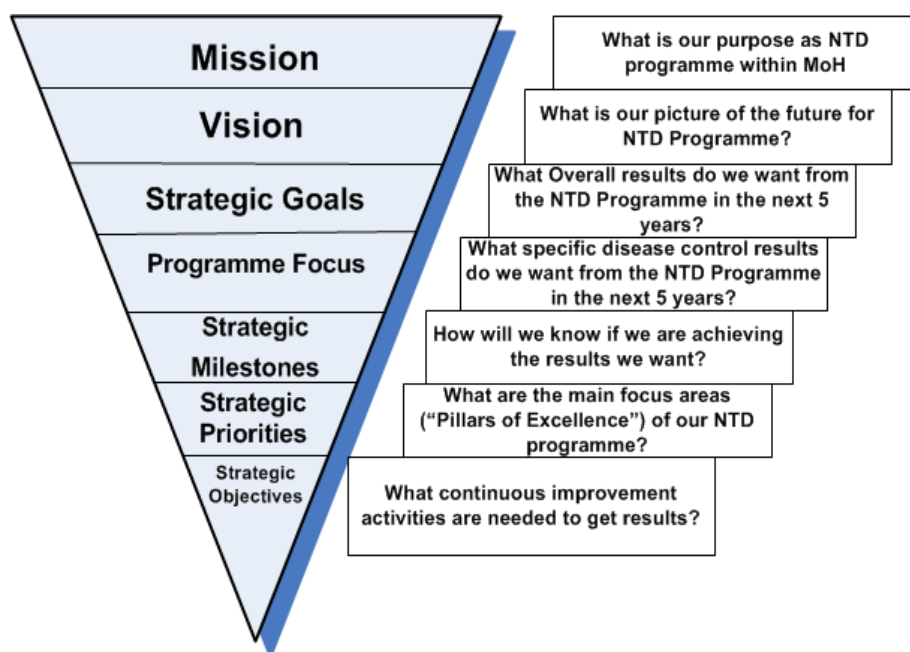 Mission
What is our purpose as NTD
programme within MoH
Vision
What is our picture of the future for
NTD Programme?
Strategic Goals
What Overall results do we want from
the NTD Programme in the next 5
years?
Programme Focus
What specific disease control results
do we want from the NTD Programme
in the next 5 years?
Strategic
Milestones
How will we know if we are achieving
the results we want?
Strategic
Priorities
What are the main focus areas
(“Pillars of Excellence”) of our NTD
programme?
Strategic
Objectives
What continuous improvement
activities are needed to get results?